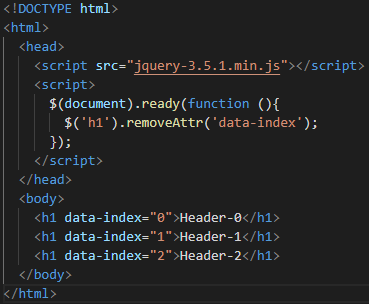 <!DOCTYPE html>
<html>
  <head>
    <script src="jquery-3.5.1.min.js"></script>
    <script>
      $(document).ready(function (){
        $('h1').removeAttr('data-index');
      });
    </script>
  </head>
  <body>
    <h1 data-index="0">Header-0</h1>
    <h1 data-index="1">Header-1</h1>
    <h1 data-index="2">Header-2</h1>
  </body>
</html>